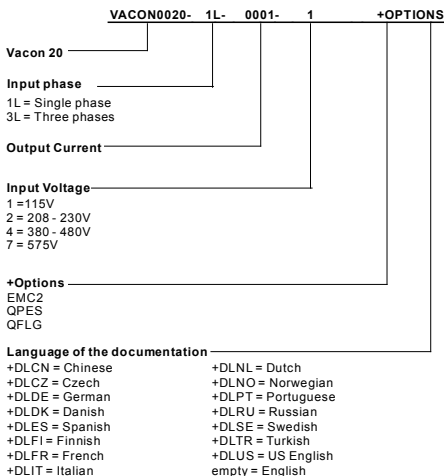 VACON0020- 1L- 0001- 1 +OPTIONS
Vacon 20
Input phase
1L = Single phase
3L = Three phases
Output Current
Input Voltage
1 =115V
2 = 208 - 230V
4 = 380 - 480V
7 = 575V
+Options
EMC2
QPES
QFLG
Language of the documentation
+DLCN = Chinese
+DLCZ = Czech
+DLDE = German
+DLDK = Danish
+DLES = Spanish
+DLFI = Finnish
+DLFR = French
+DLIT = Italian
+DLNL = Dutch
+DLNO = Norwegian
+DLPT = Portuguese
+DLRU = Russian
+DLSE = Swedish
+DLTR = Turkish
+DLUS = US English
empty = English